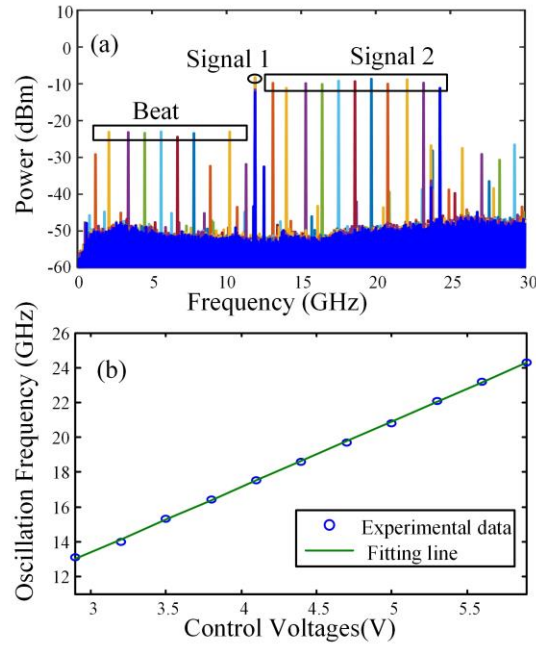 10
(a)
Signal 1
Signal 2
0
-10
Beat
-20
-30
-40
-50
-60
Power (dBm)
0
5
10
15
20
25
30
Frequency (GHz)
26
(b)
24
22
20
18
16
14
12
Oscillation Frequency (GHz)
Experimental data
Fitting line
3
3.5
4
4.5
5
5.5
Control Voltages(V)